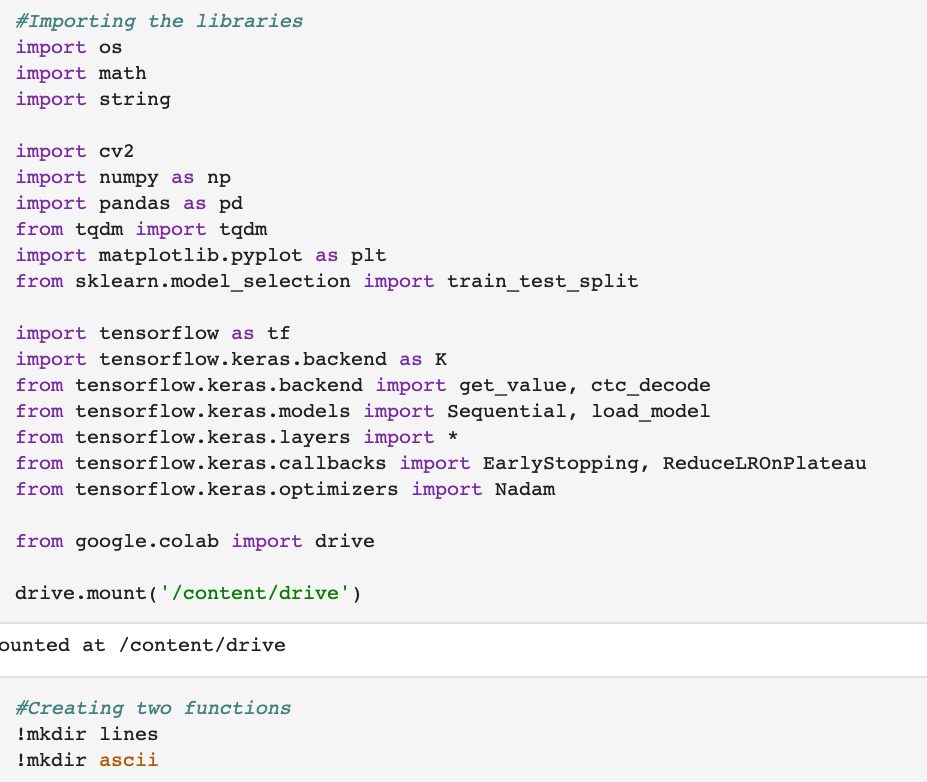 #Importing the libraries
import os
import math
import string
import cv2
import numpy as np
import pandas as pd
from tqdm import tqdm
import matplotlib.pyplot as plt
from sklearn.model_selection import train_test_split
import tensorflow as tf
import tensorflow.keras.backend as K
from tensorflow.keras.backend import get_value, ctc_decode
from tensorflow.keras.models import Sequential, load_model
from tensorflow.keras.layers import *
from tensorflow.keras.callbacks import EarlyStopping, ReduceLROnPlateau
from tensorflow.keras.optimizers import Nadam
from google.colab import drive
drive.mount('/content/drive')
ounted at /content/drive
#Creating two functions
!mkdir lines
!mkdir ascii